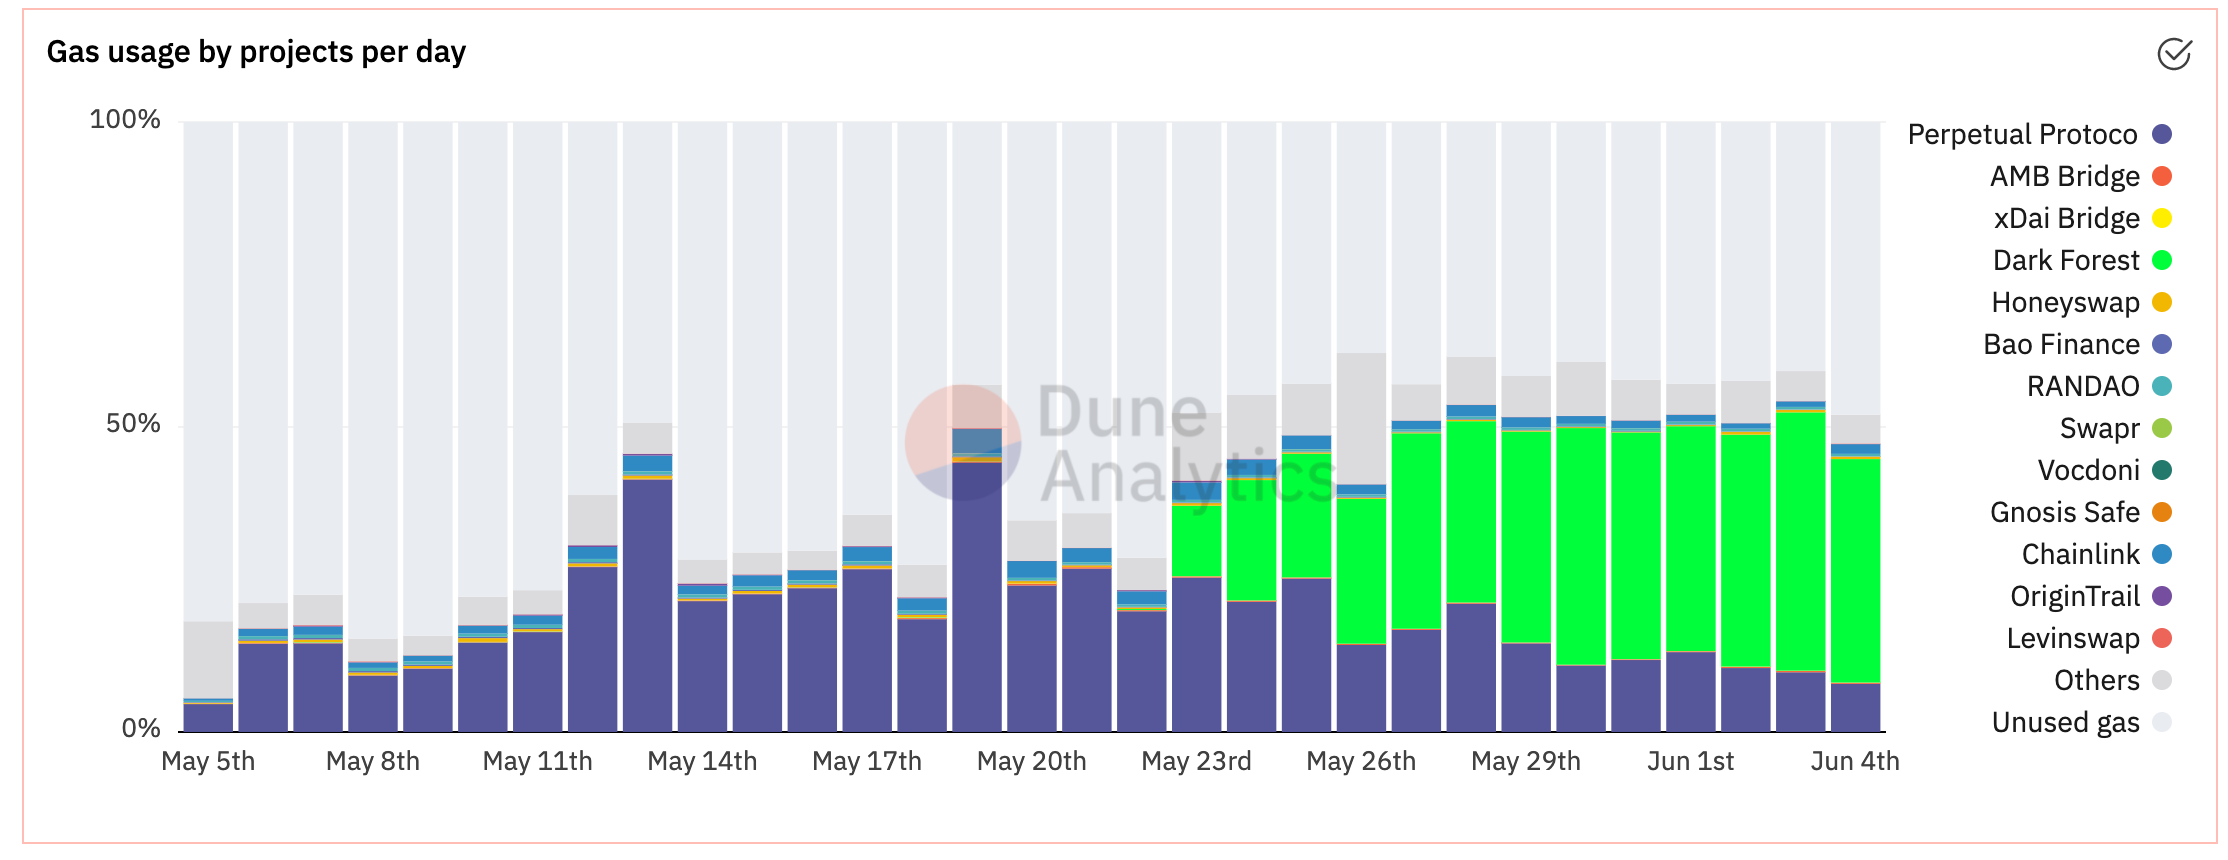 Gas usage by projects per day
100%
50%
0%
Dune
Analytics
May 5th May 8th May 11th May 14th May 17th May 20th May 23rd May 26th May 29th Jun 1st Jun 4th
Perpetual Protoco
AMB Bridge
xDai Bridge
Dark Forest
Honeyswap
Bao Finance
RANDAO
Swapr
Vocdoni
Gnosis Safe
Chainlink
OriginTrail
Levinswap
Others
Unused gas